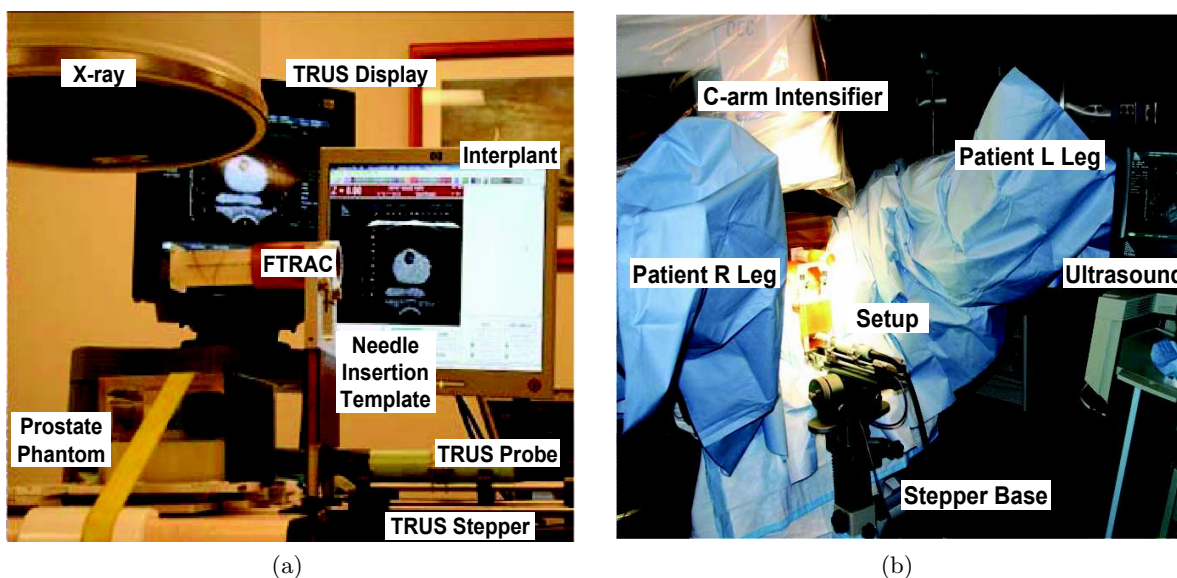 X-ray
TRUS Display
Interplant
FTRAC
Needle
Insertion
Template
Prostate
Phantom
TRUS Probe
TRUS Stepper
(a)
C-arm Intensifier
Patient L Leg
Patient R Leg
Ultrasound
Setup
Stepper Base
(b)